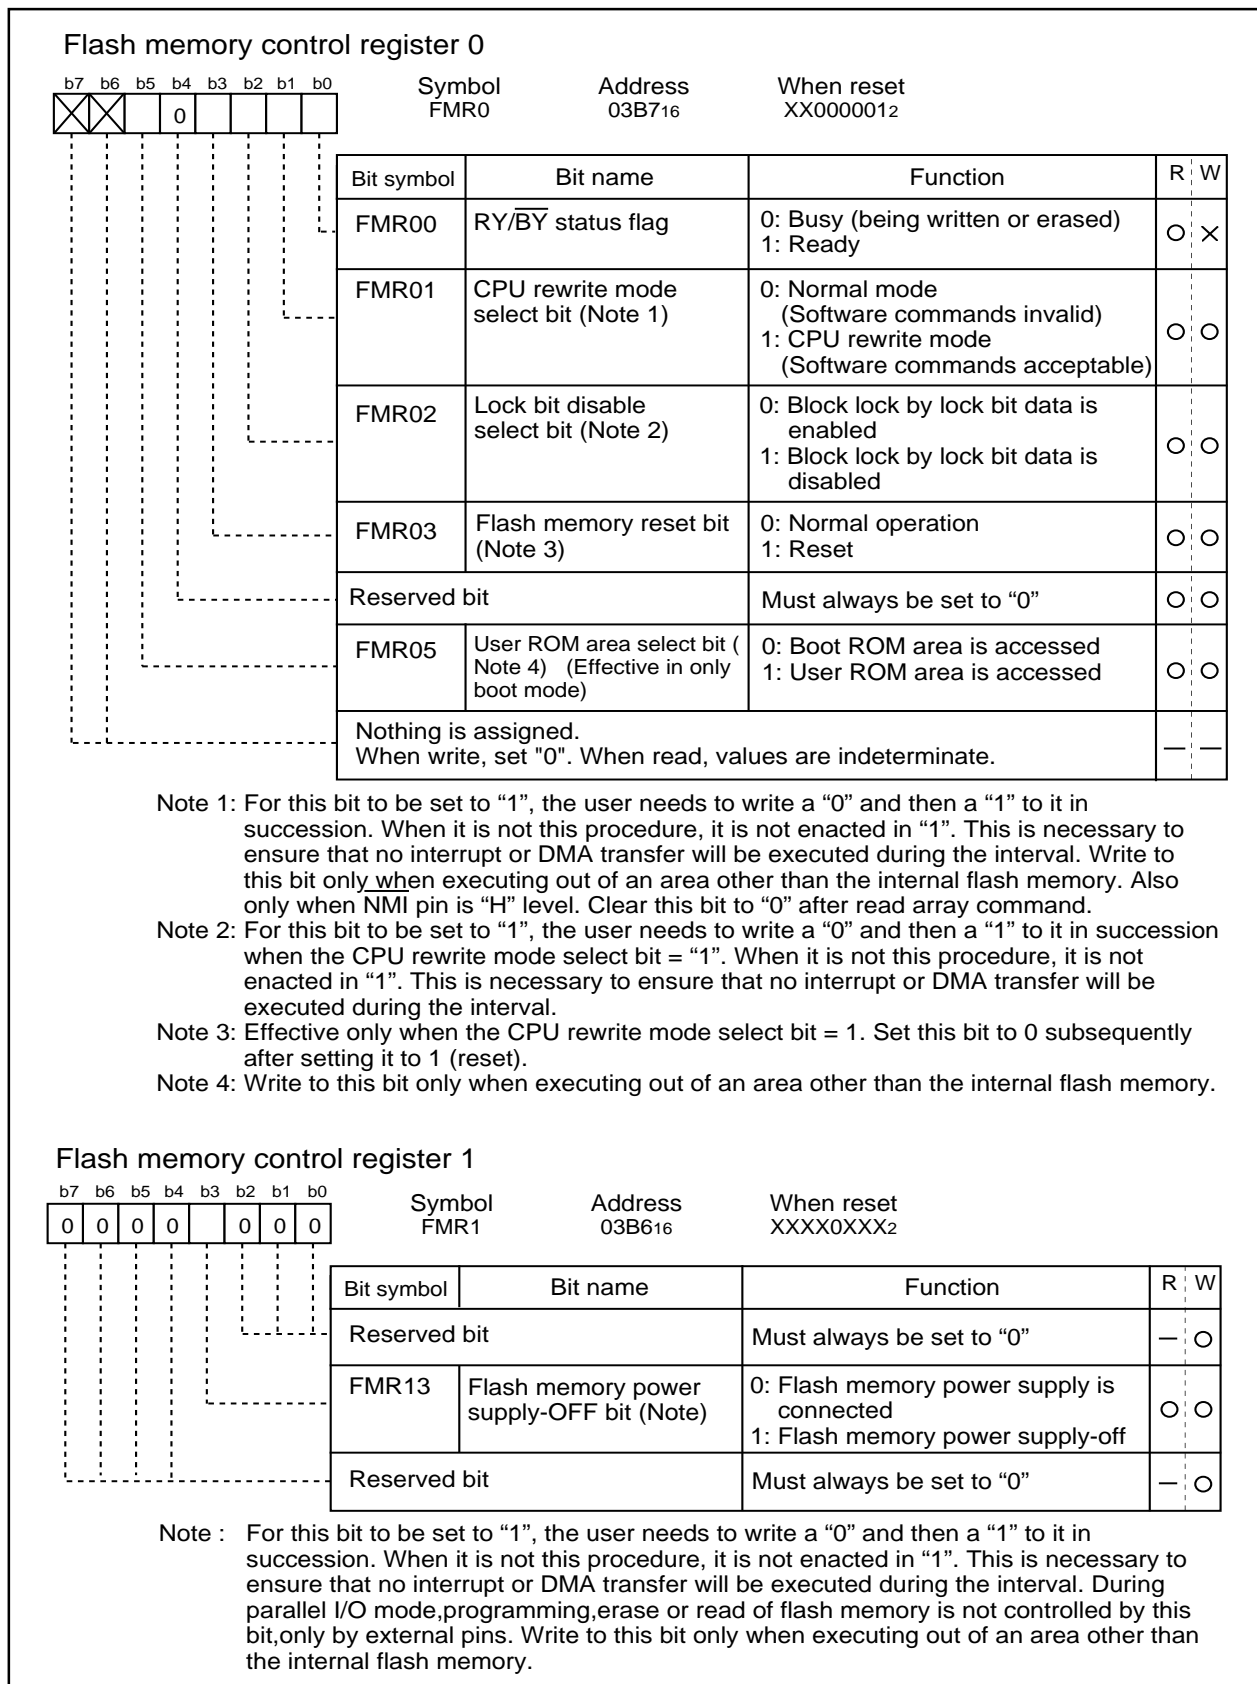 Flash memory control register 0
b7 b6 b5 b4 b3 b2 b1 b0
Symbol Address When reset
FMR0 03B716 XX0000012
0
Bit symbol Bit name Function R W
FMR00 RY/BY status flag 0: Busy (being written or erased)
1: Ready
FMR01 CPU rewrite mode
select bit (Note 1)
0: Normal mode
(Software commands invalid)
1: CPU rewrite mode
(Software commands acceptable)
FMR02 Lock bit disable
select bit (Note 2)
0: Block lock by lock bit data is
enabled
1: Block lock by lock bit data is
disabled
FMR03 Flash memory reset bit
(Note 3)
0: Normal operation
1: Reset
Reserved bit Must always be set to “0”
FMR05 User ROM area select bit (
Note 4) (Effective in only
boot mode)
0: Boot ROM area is accessed
1: User ROM area is accessed
Nothing is assigned.
When write, set "0". When read, values are indeterminate.
Note 1: For this bit to be set to “1”, the user needs to write a “0” and then a “1” to it in
succession. When it is not this procedure, it is not enacted in “1”. This is necessary to
ensure that no interrupt or DMA transfer will be executed during the interval. Write to
this bit only when executing out of an area other than the internal flash memory. Also
only when NMI pin is “H” level. Clear this bit to “0” after read array command.
Note 2: For this bit to be set to “1”, the user needs to write a “0” and then a “1” to it in succession
when the CPU rewrite mode select bit = “1”. When it is not this procedure, it is not
enacted in “1”. This is necessary to ensure that no interrupt or DMA transfer will be
executed during the interval.
Note 3: Effective only when the CPU rewrite mode select bit = 1. Set this bit to 0 subsequently
after setting it to 1 (reset).
Note 4: Write to this bit only when executing out of an area other than the internal flash memory.
Flash memory control register 1
b7 b6 b5 b4 b3 b2 b1 b0
Symbol Address When reset
FMR1 03B616 XXXX0XXX2
0 0 0 0 0 0 0
Bit symbol Bit name Function R W
Reserved bit Must always be set to “0”
FMR13 Flash memory power
supply-OFF bit (Note)
0: Flash memory power supply is
connected
1: Flash memory power supply-off
Reserved bit Must always be set to “0”
Note : For this bit to be set to “1”, the user needs to write a “0” and then a “1” to it in
succession. When it is not this procedure, it is not enacted in “1”. This is necessary to
ensure that no interrupt or DMA transfer will be executed during the interval. During
parallel I/O mode,programming,erase or read of flash memory is not controlled by this
bit,only by external pins. Write to this bit only when executing out of an area other than
the internal flash memory.